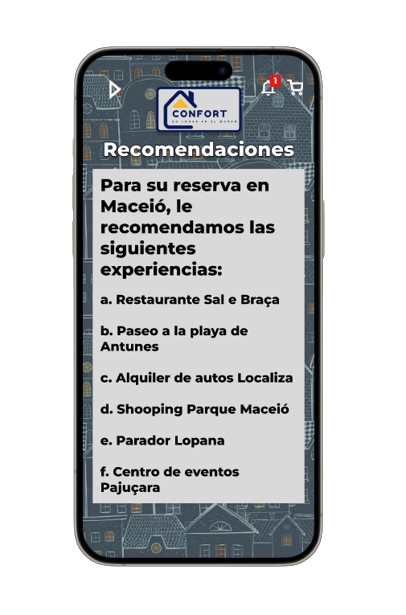 1
CONFORT
Recomendaciones
Para su reserva en
Maceió, le
recomendamos las
siguientes
experiencias:
a. Restaurante Sal e Braça
b. Paseo a la playa de
Antunes
c. Alquiler de autos Localiza
d. Shooping Parque Maceió
e. Parador Lopana
f. Centro de eventos
Pajuçara